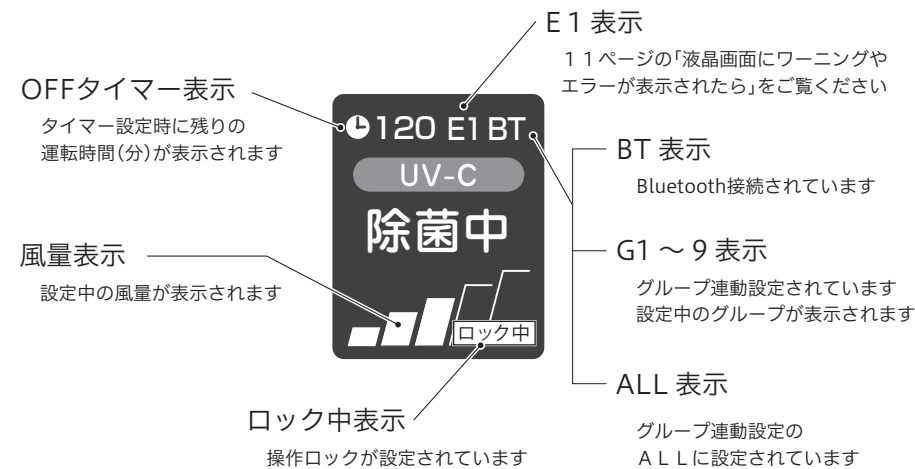 E１表示
１１ページの「液晶画面にワーニングや
エラーが表示されたら」をご覧ください
OFFタイマー表示
タイマー設定時に残りの
運転時間（分）が表示されます
120 E1 BT
UV-C
除菌中
ロック中
BT 表示
Bluetooth接続されています
風量表示
設定中の風量が表示されます
G1 ～ 9 表示
グループ連動設定されています
設定中のグループが表示されます
ALL 表示
グループ連動設定の
ＡＬＬに設定されています
ロック中表示
操作ロックが設定されています